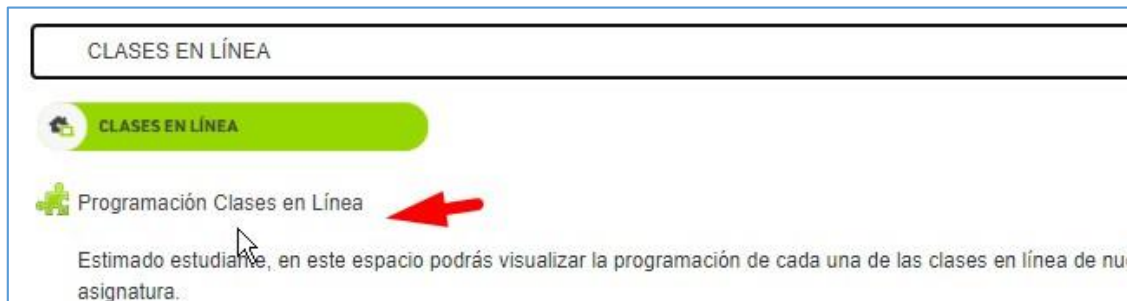 CLASES EN LÍNEA
CLASES EN LÍNEA
Programación Clases en Línea
Estimado estudiante, en este espacio podrás visualizar la programación de cada una de las clases en línea de
asignatura.